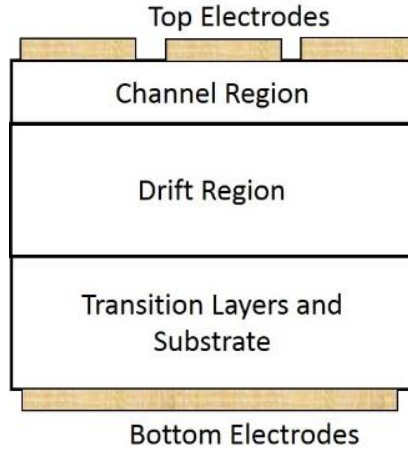 Top Electrodes
Channel Region
Drift Region
Transition Layers and
Substrate
Bottom Electrodes